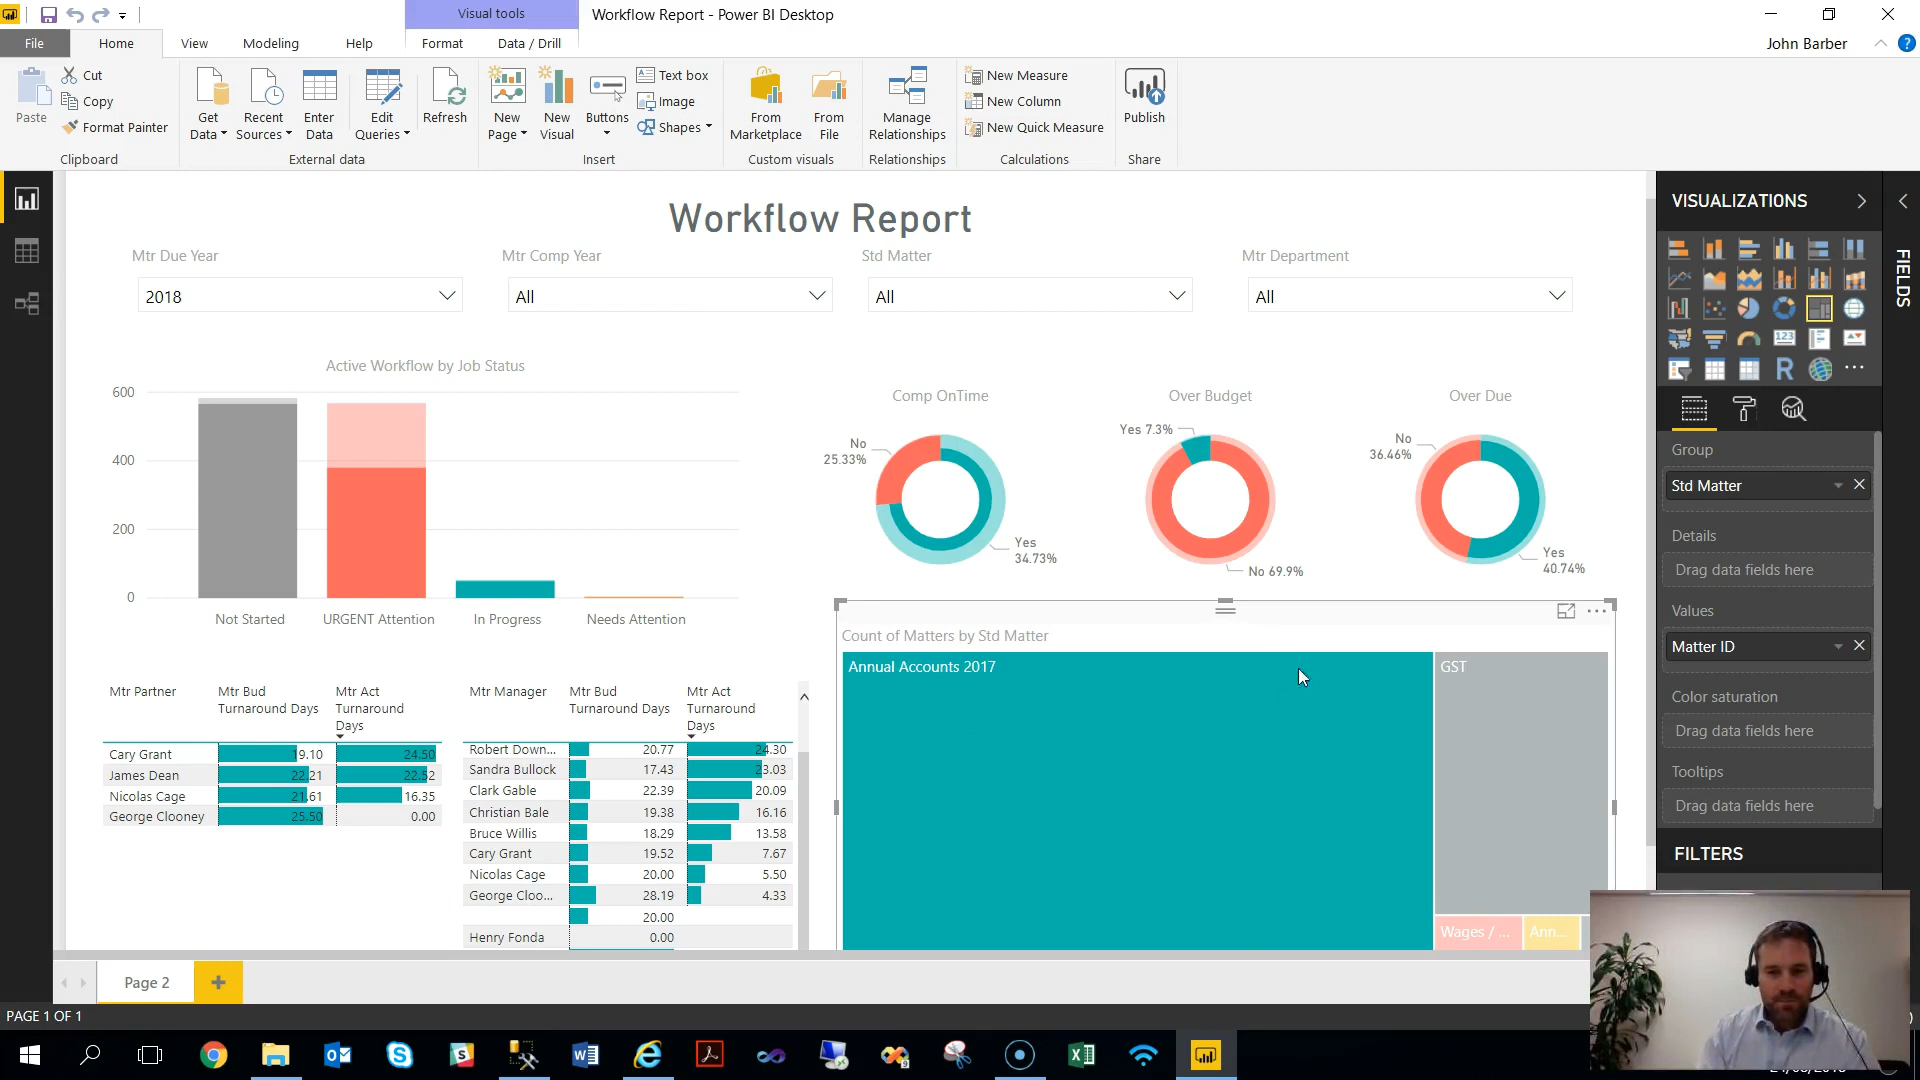 Visual tools
Workflow Report - Power BI Desktop
File
Home
View
Modeling
Help
Format
Data / Drill
John Barber
Paste
Cut
Copy
Format Painter
Clipboard
Get Data
Recent Sources
Enter Data
Edit Queries
Refresh
External data
New Page
New Visual
Buttons
Text box
Image
Shapes
Insert
From Marketplace
From File
Custom visuals
Manage Relationships
Relationships
New Measure
New Column
New Quick Measure
Calculations
Publish
Share
Workflow Report
Mtr Due Year
Mtr Comp Year
Std Matter
Mtr Department
2018
All
All
All
Active Workflow by Job Status
600
400
200
0
Not Started
URGENT Attention
In Progress
Needs Attention
Comp OnTime
No
25.33%
Yes
34.73%
Over Budget
Yes 7.3%
No 69.9%
Over Due
No
36.46%
Yes
40.74%
Mtr Partner Mtr Bud Turnaround Days Mtr Act Turnaround Days
Cary Grant 19.10 24.50
James Dean 22.21 22.52
Nicolas Cage 21.61 16.35
George Clooney 25.50 0.00
Mtr Manager Mtr Bud Turnaround Days Mtr Act Turnaround Days
Robert Down... 20.77 24.30
Sandra Bullock 17.43 23.03
Clark Gable 22.39 20.09
Christian Bale 19.38 16.16
Bruce Willis 18.29 13.58
Cary Grant 19.52 7.67
Nicolas Cage 20.00 5.50
George Cloo... 28.19 4.33
20.00
Henry Fonda 0.00
Count of Matters by Std Matter
Annual Accounts 2017
GST
Wages / ...
Ann...
VISUALIZATIONS
FIELDS
Group
Std Matter
Details
Drag data fields here
Values
Matter ID
Color saturation
Drag data fields here
Tooltips
Drag data fields here
FILTERS
Page 2
PAGE 1 OF 1